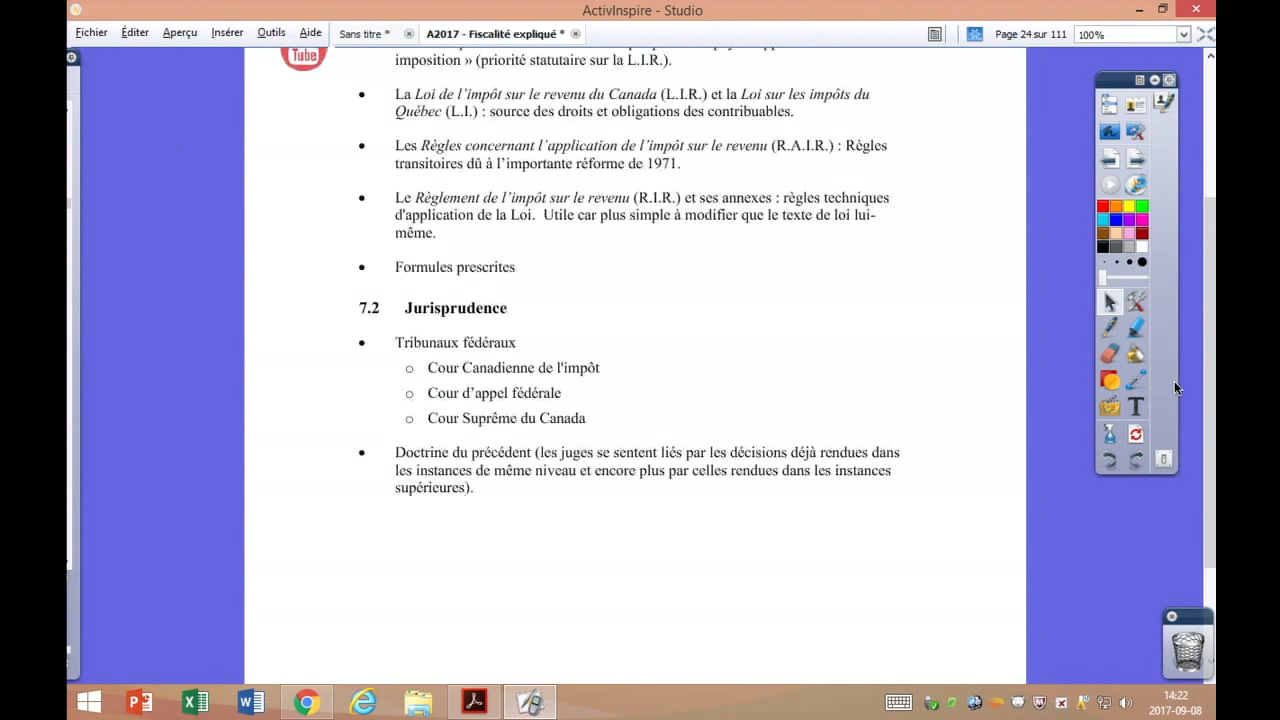 ActivInspire - Studio
Fichier Éditer Aperçu Insérer Outils Aide Sans titre * A2017 - Fiscalité expliqué * Page 24 sur 111 100%
Tube
imposition » (priorité statutaire sur la L.I.R.).
• La Loi de l’impôt sur le revenu du Canada (L.I.R.) et la Loi sur les impôts du
Québec (L.I.) : source des droits et obligations des contribuables.
• Les Règles concernant l’application de l’impôt sur le revenu (R.A.I.R.) : Règles
transitoires dû à l’importante réforme de 1971.
• Le Règlement de l’impôt sur le revenu (R.I.R.) et ses annexes : règles techniques
d'application de la Loi. Utile car plus simple à modifier que le texte de loi lui-
même.
• Formules prescrites
7.2 Jurisprudence
• Tribunaux fédéraux
o Cour Canadienne de l'impôt
o Cour d’appel fédérale
o Cour Suprême du Canada
• Doctrine du précédent (les juges se sentent liés par les décisions déjà rendues dans
les instances de même niveau et encore plus par celles rendues dans les instances
supérieures).
14:22
2017-09-08